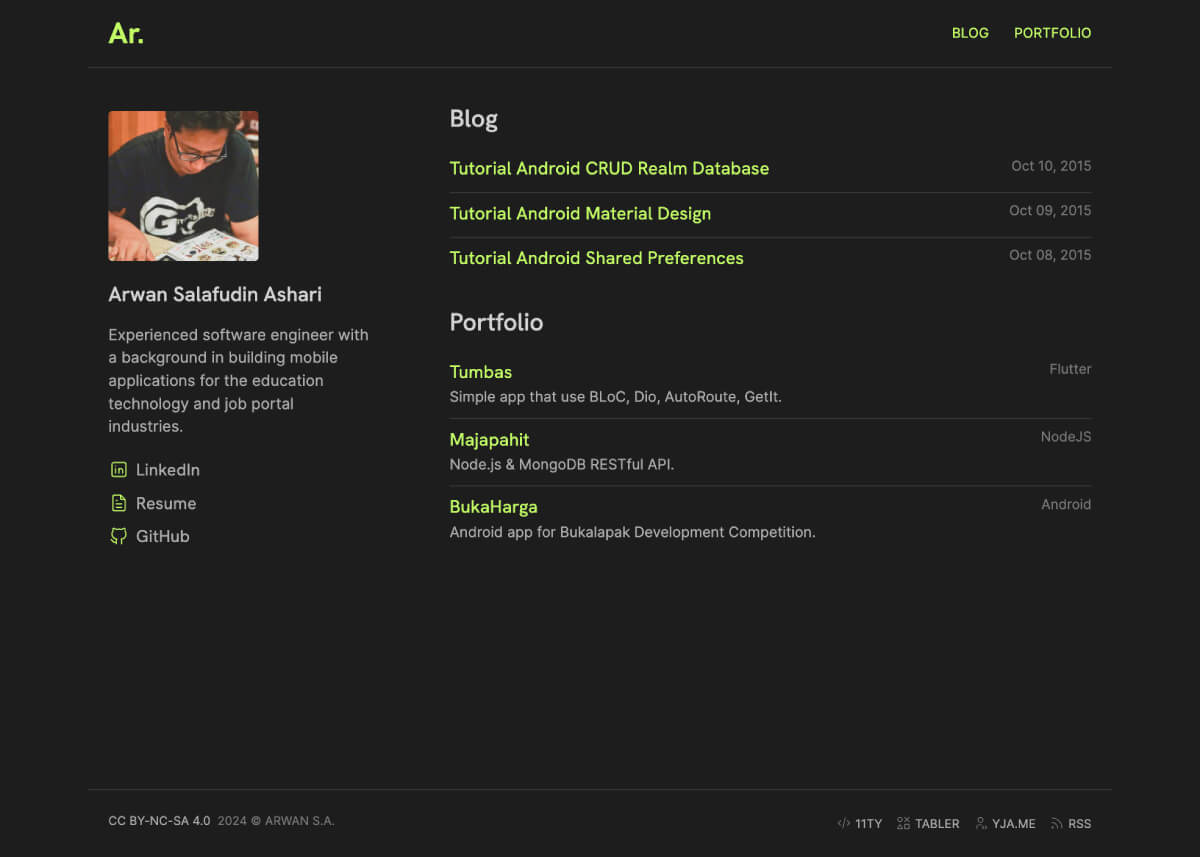 Ar.
BLOG
PORTFOLIO
Arwan Salafudin Ashari
Experienced software engineer with
a background in building mobile
applications for the education
technology and job portal
industries.
LinkedIn
Resume
GitHub
Blog
Tutorial Android CRUD Realm Database
Oct 10, 2015
Tutorial Android Material Design
Oct 09, 2015
Tutorial Android Shared Preferences
Oct 08, 2015
Portfolio
Tumbas
Flutter
Simple app that use BLoC, Dio, AutoRoute, GetIt.
Majapahit
NodeJS
Node.js & MongoDB RESTful API.
BukaHarga
Android
Android app for Bukalapak Development Competition.
CC BY-NC-SA 4.0 2024 © ARWAN S.A.
11TY
TABLER
YJA.ME
RSS